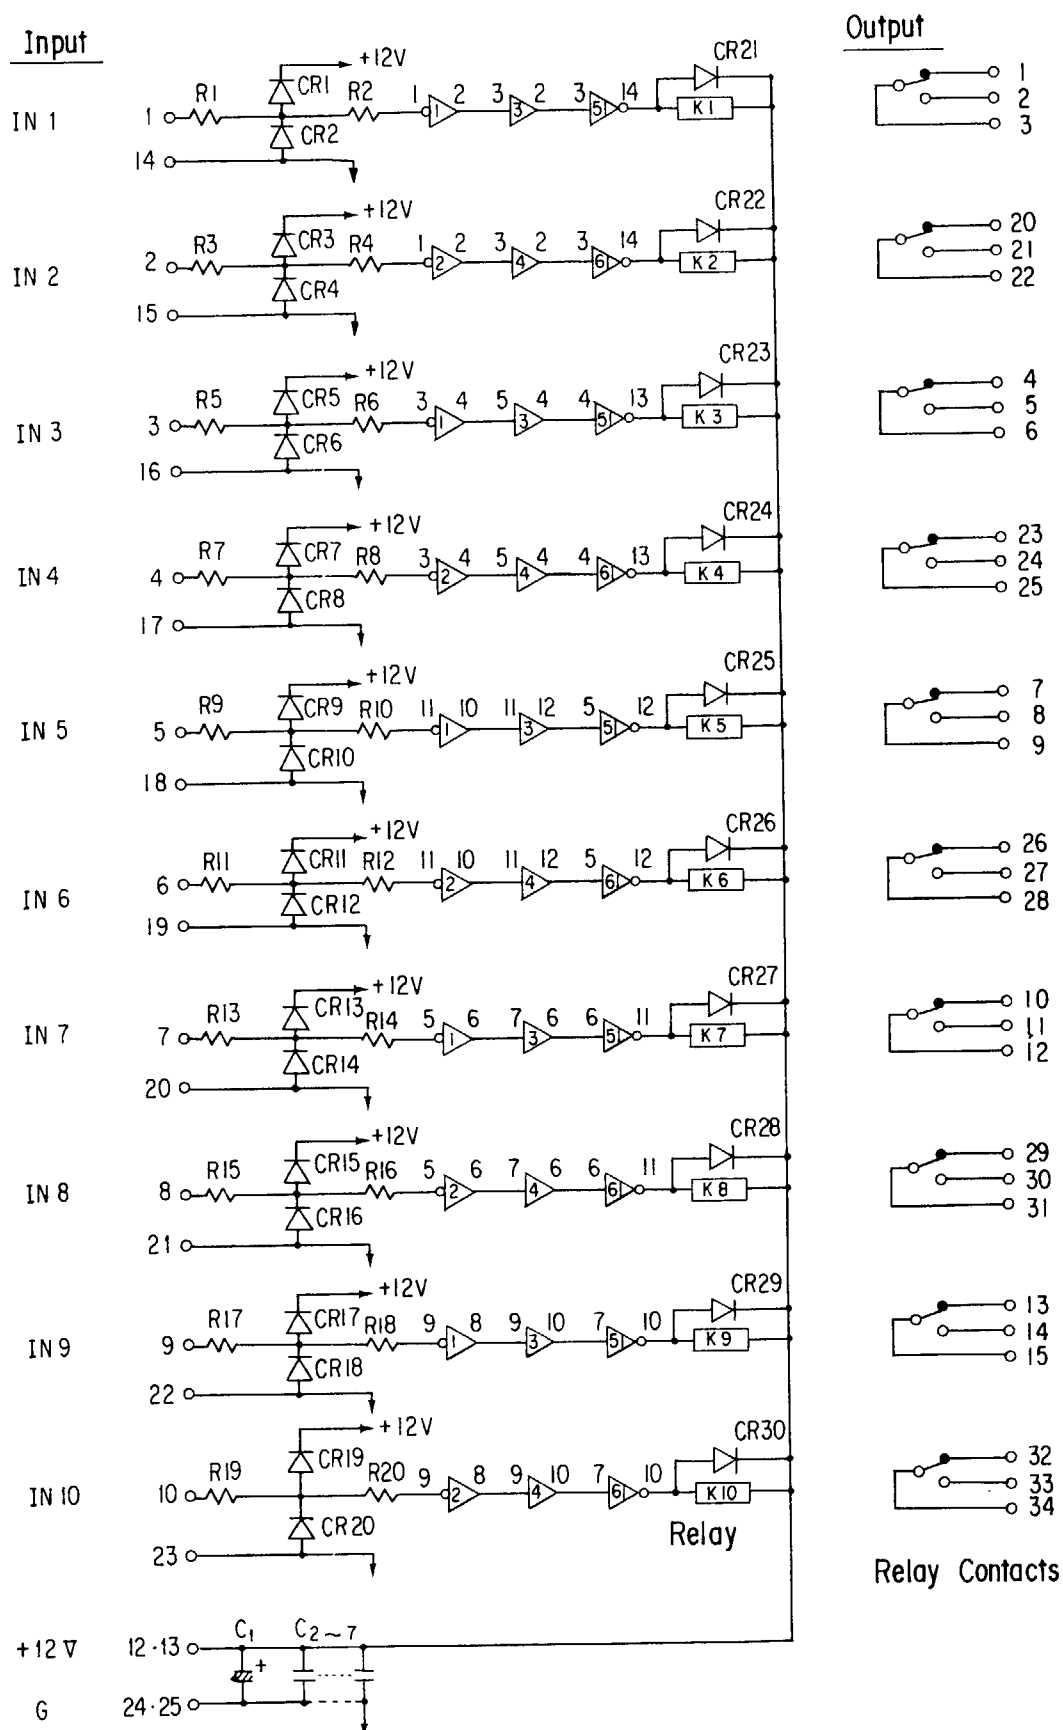 Input
Output
+12V CR21
R1 CR1 R2 1 1 2 3 3 2 3 51 14 K1 1
IN 1 1 CR2 2
14 3
+12V CR22
R3 CR3 R4 1 2 2 3 4 2 3 61 14 K2 20
IN 2 2 CR4 21
15 22
+12V CR23
R5 CR5 R6 3 1 4 5 3 4 4 51 13 K3 4
IN 3 3 CR6 5
16 6
+12V CR24
R7 CR7 R8 3 2 4 5 4 4 4 61 13 K4 23
IN 4 4 CR8 24
17 25
+12V CR25
R9 CR9 R10 11 1 10 11 3 12 5 51 12 K5 7
IN 5 5 CR10 8
18 9
+12V CR26
R11 CR11 R12 11 2 10 11 4 12 5 61 12 K6 26
IN 6 6 CR12 27
19 28
+12V CR27
R13 CR13 R14 5 1 6 7 3 6 6 51 11 K7 10
IN 7 7 CR14 11
20 12
+12V CR28
R15 CR15 R16 5 2 6 7 4 6 6 61 11 K8 29
IN 8 8 CR16 30
21 31
+12V CR29
R17 CR17 R18 9 1 8 9 3 10 7 51 10 K9 13
IN 9 9 CR18 14
22 15
+12V CR30
R19 CR19 R20 9 2 8 9 4 10 7 61 10 K10 32
IN 10 10 CR20 33
23 34
Relay
Relay Contacts
C1 C2~7
+12V 12·13 +
G 24·25